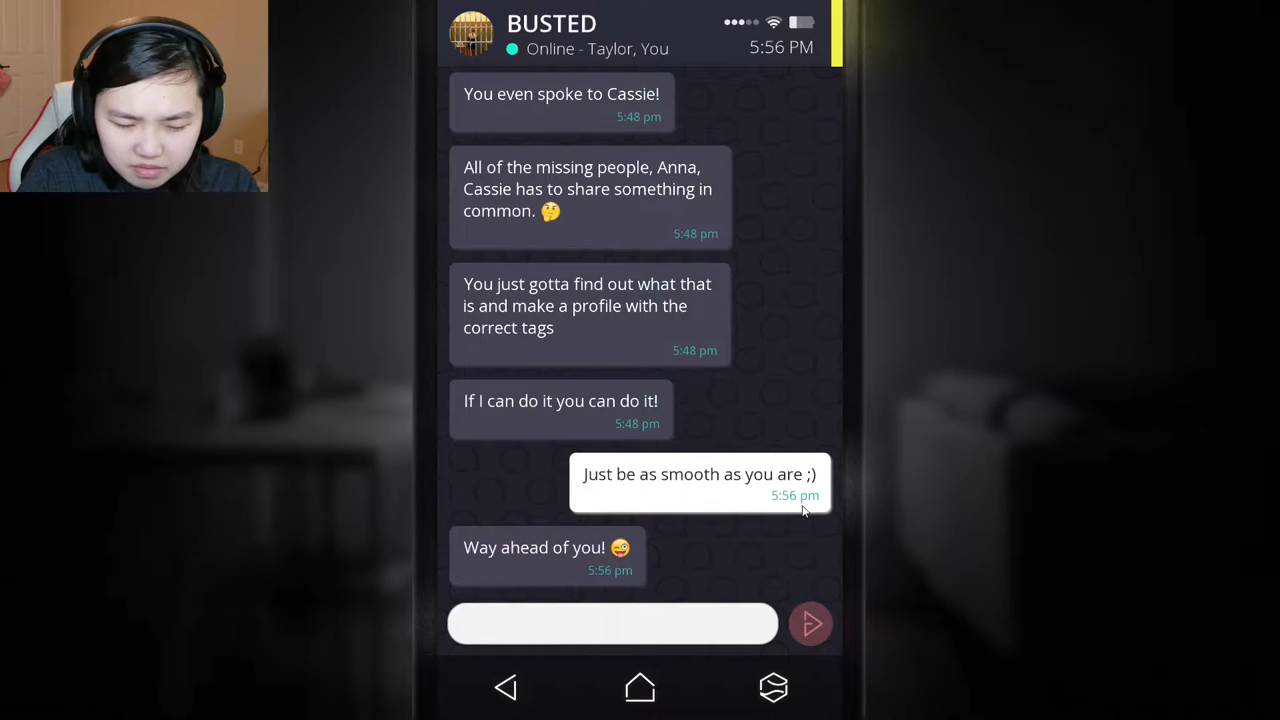 BUSTED
Online - Taylor, You
5:56 PM
You even spoke to Cassie!
5:48 pm
All of the missing people, Anna,
Cassie has to share something in
common. 🤔
5:48 pm
You just gotta find out what that
is and make a profile with the
correct tags
5:48 pm
If I can do it you can do it!
5:48 pm
Just be as smooth as you are ;)
5:56 pm
Way ahead of you! 😜
5:56 pm